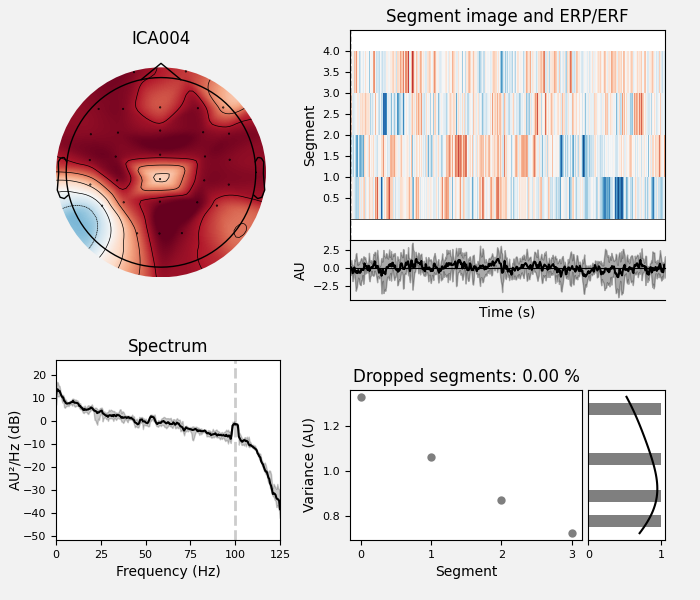 ICA004
Segment image and ERP/ERF
Segment
4.0
3.5
3.0
2.5
2.0
1.5
1.0
0.5
AU
2.5
0.0
−2.5
Time (s)
Spectrum
AU²/Hz (dB)
20
10
0
−10
−20
−30
−40
−50
0 25 50 75 100 125
Frequency (Hz)
Dropped segments: 0.00 %
Variance (AU)
1.2
1.0
0.8
0 1 2 3
Segment
0 1